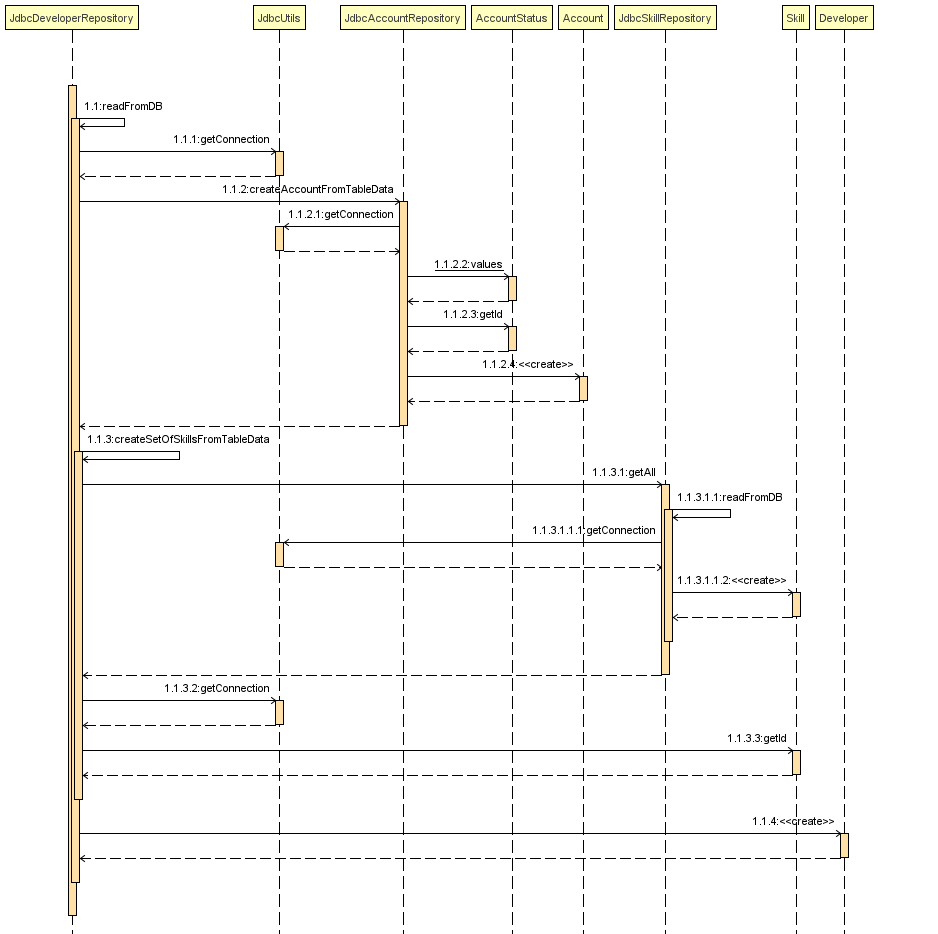 JdbcDeveloperRepository
JdbcUtils
JdbcAccountRepository
AccountStatus
Account
JdbcSkillRepository
Skill
Developer
1.1:readFromDB
1.1.1:getConnection
1.1.2:createAccountFromTableData
1.1.2.1:getConnection
1.1.2.2:values
1.1.2.3:getId
1.1.2.4:<<create>>
1.1.3:createSetOfSkillsFromTableData
1.1.3.1:getAll
1.1.3.1.1:readFromDB
1.1.3.1.1.1:getConnection
1.1.3.1.1.2:<<create>>
1.1.3.2:getConnection
1.1.3.3:getId
1.1.4:<<create>>